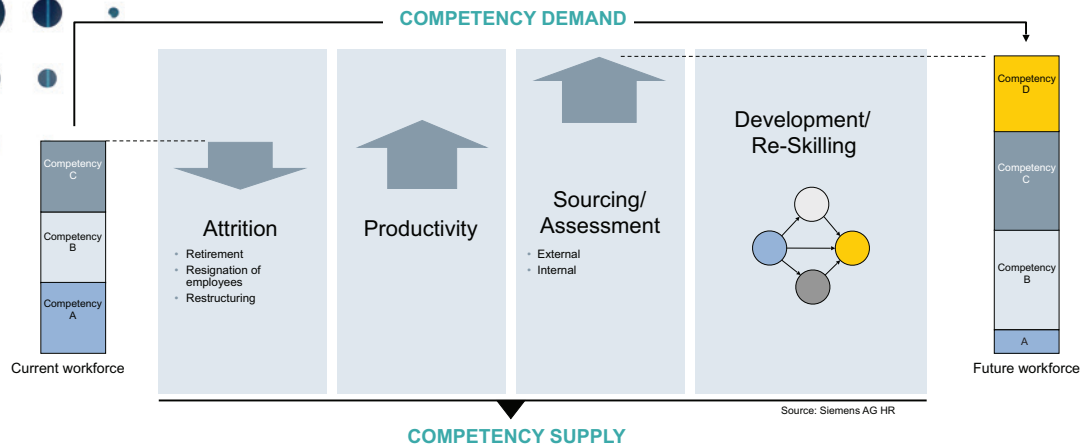 COMPETENCY DEMAND
Competency
C
Competency
B
Competency
A
Current workforce
Attrition
• Retirement
• Resignation of
employees
• Restructuring
Productivity
Sourcing/
Assessment
• External
• Internal
Development/
Re-Skilling
Competency
D
Competency
C
Competency
B
A
Future workforce
Source: Siemens AG HR
COMPETENCY SUPPLY